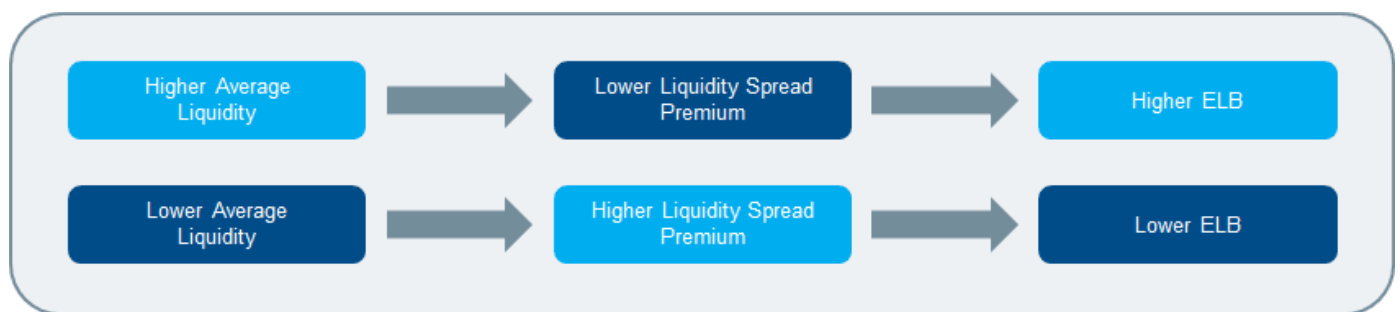 Higher Average
Liquidity
Lower Liquidity Spread
Premium
Higher ELB
Lower Average
Liquidity
Higher Liquidity Spread
Premium
Lower ELB